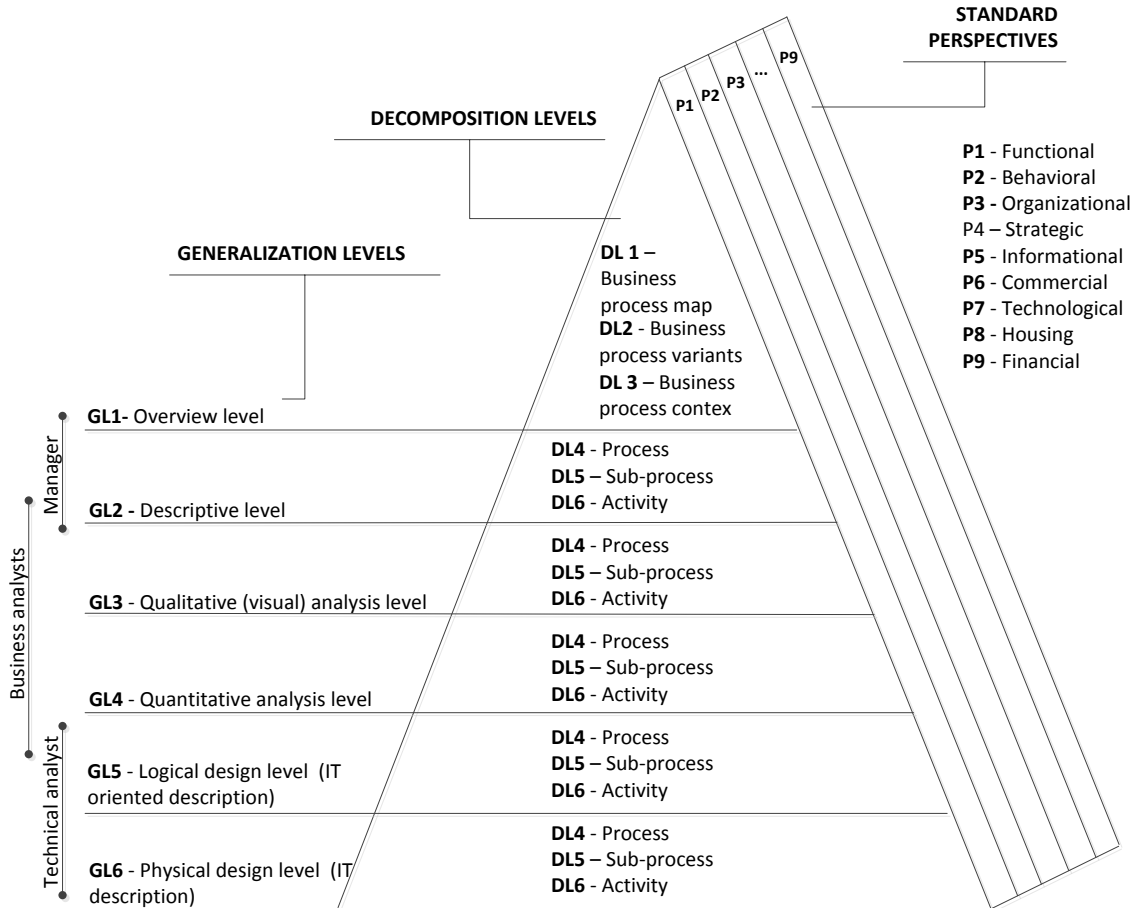 STANDARD
PERSPECTIVES
P1
P2
P3
...
P9
DECOMPOSITION LEVELS
P1 - Functional
P2 - Behavioral
P3 - Organizational
P4 – Strategic
P5 - Informational
P6 - Commercial
P7 - Technological
P8 - Housing
P9 - Financial
GENERALIZATION LEVELS
DL 1 –
Business
process map
DL2 - Business
process variants
DL 3 – Business
process contex
Manager
Business analysts
Technical analyst
GL1- Overview level
DL4 - Process
DL5 – Sub-process
DL6 - Activity
GL2 - Descriptive level
DL4 - Process
DL5 – Sub-process
DL6 - Activity
GL3 - Qualitative (visual) analysis level
DL4 - Process
DL5 – Sub-process
DL6 - Activity
GL4 - Quantitative analysis level
DL4 - Process
DL5 – Sub-process
DL6 - Activity
GL5 - Logical design level (IT
oriented description)
DL4 - Process
DL5 – Sub-process
DL6 - Activity
GL6 - Physical design level (IT
description)